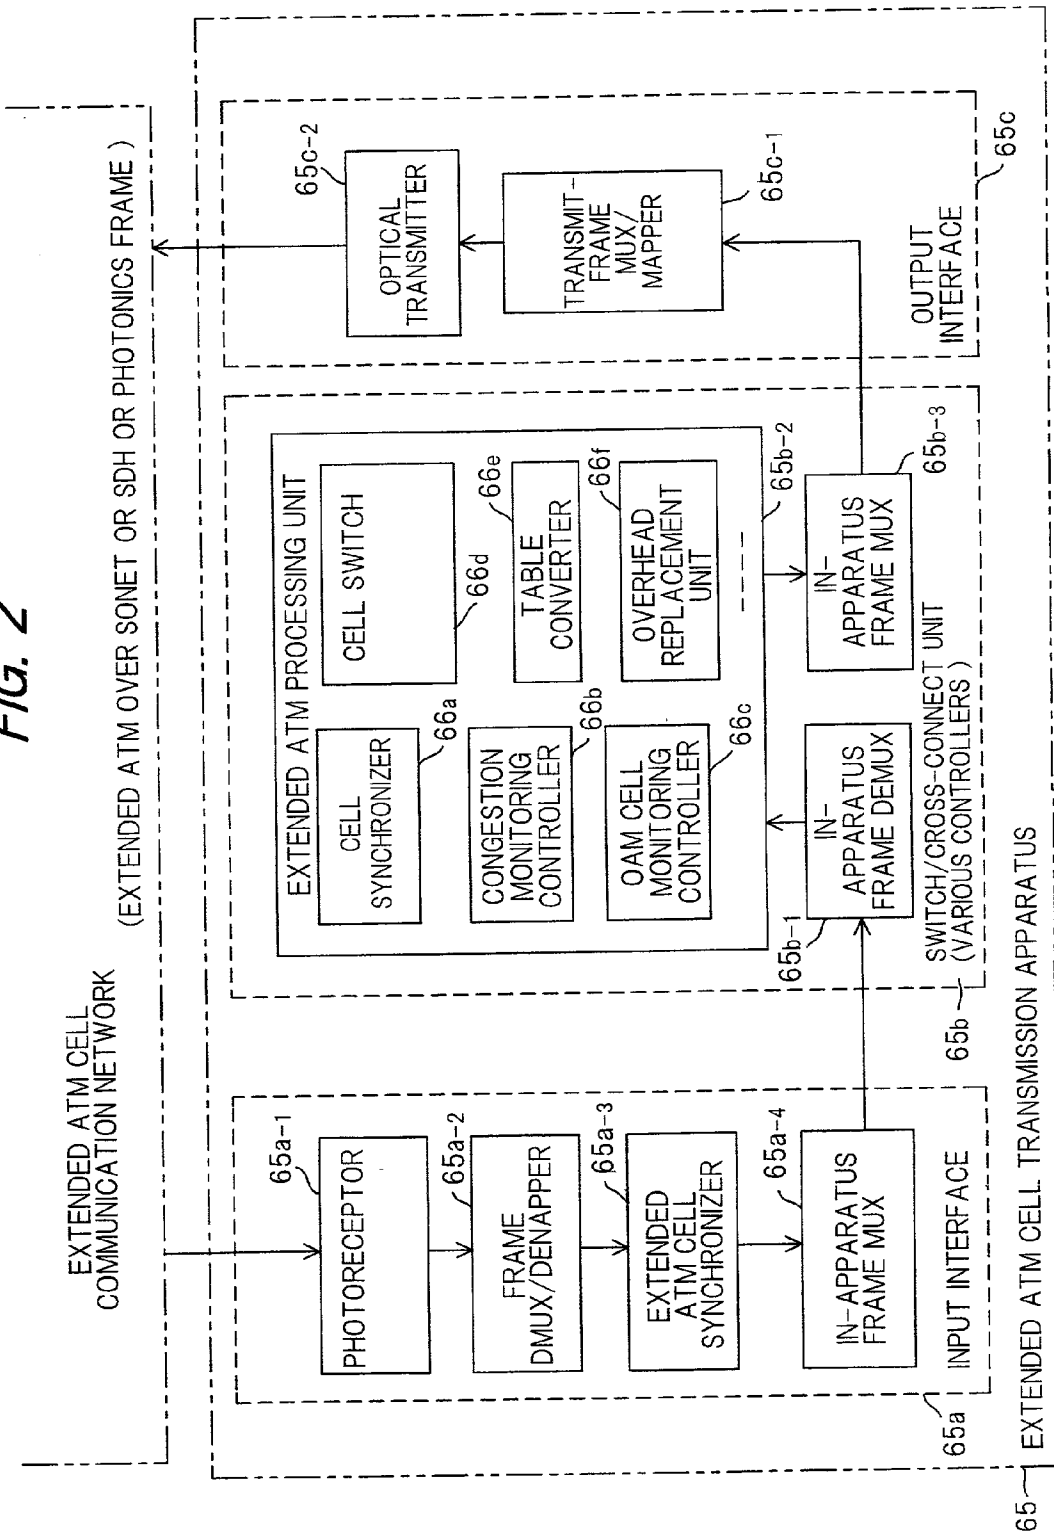 FIG. 2
EXTENDED ATM CELL
COMMUNICATION NETWORK
(EXTENDED ATM OVER SONET OR SDH OR PHOTONICS FRAME)
65a-1
PHOTORECEPTOR
65a-2
FRAME
DMUX/DENAPPER
65a-3
EXTENDED
ATM CELL
SYNCHRONIZER
65a-4
IN-APPARATUS
FRAME MUX
INPUT INTERFACE
65a
EXTENDED ATM PROCESSING UNIT
CELL
SYNCHRONIZER
66a
CONGESTION
MONITORING
CONTROLLER
66b
OAM CELL
MONITORING
CONTROLLER
66c
CELL SWITCH
66d
TABLE
CONVERTER
66e
OVERHEAD
REPLACEMENT
UNIT
66f
65b-2
65b-1
IN-
APPARATUS
FRAME DEMUX
IN-
APPARATUS
FRAME MUX
65b-3
65b
SWITCH/CROSS-CONNECT UNIT
(VARIOUS CONTROLLERS)
65c-2
OPTICAL
TRANSMITTER
TRANSMIT-
FRAME
MUX/
MAPPER
65c-1
OUTPUT
INTERFACE
65c
65
EXTENDED ATM CELL TRANSMISSION APPARATUS